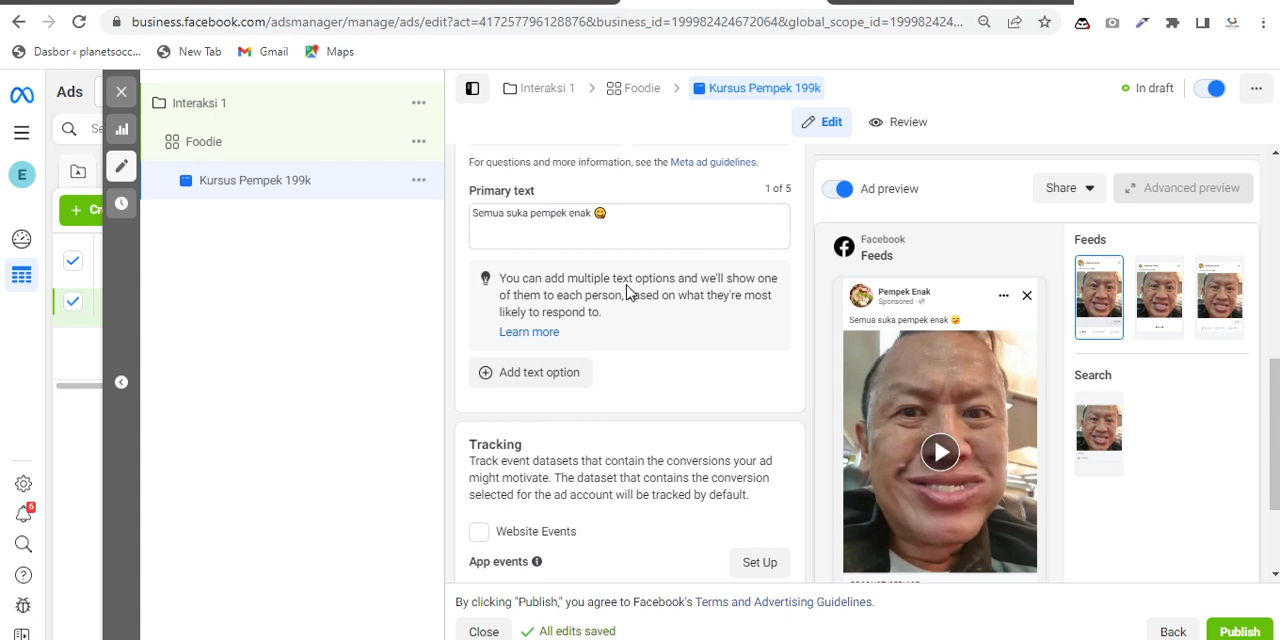 business.facebook.com/adsmanager/manage/ads/edit?act=417257796128876&business_id=199982424672064&global_scope_id=199982424...
Dasbor ‹ planetsocc...
New Tab
Gmail
Maps
Ads
Interaksi 1
Foodie
Kursus Pempek 199k
In draft
E
Interaksi 1
Foodie
Kursus Pempek 199k
Edit
Review
For questions and more information, see the Meta ad guidelines.
Primary text
1 of 5
Semua suka pempek enak 😋
You can add multiple text options and we'll show one
of them to each person, based on what they're most
likely to respond to.
Learn more
Add text option
Tracking
Track event datasets that contain the conversions your ad
might motivate. The dataset that contains the conversion
selected for the ad account will be tracked by default.
Website Events
App events
Set Up
Ad preview
Share
Advanced preview
Facebook
Feeds
Pempek Enak
Sponsored
Semua suka pempek enak 😋
Feeds
Search
6
By clicking "Publish," you agree to Facebook's Terms and Advertising Guidelines.
Close
All edits saved
Back
Publish